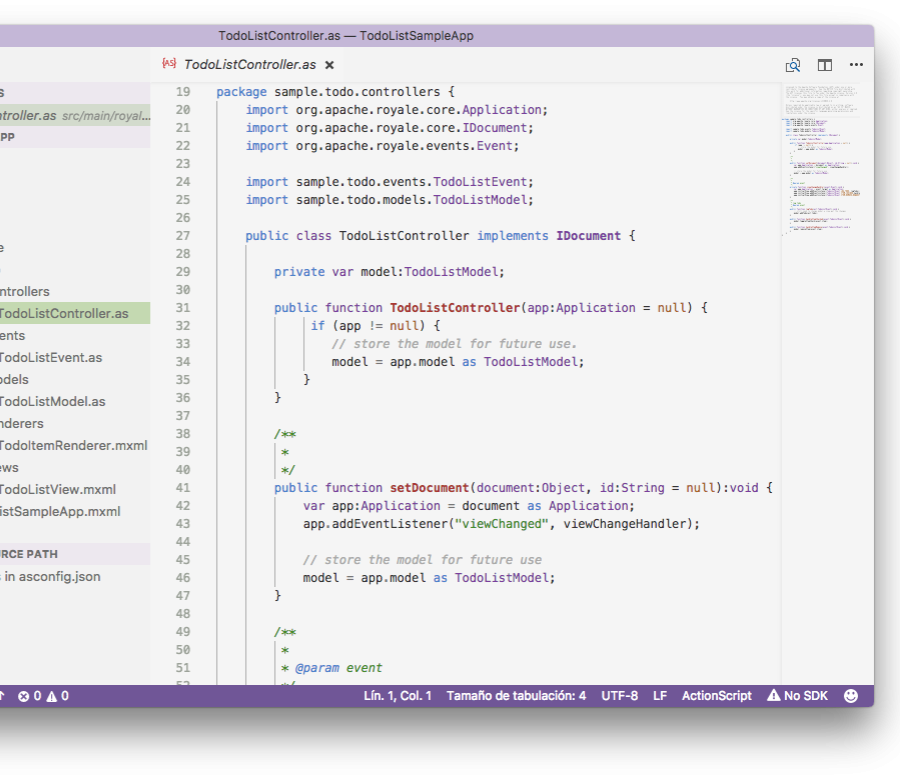 TodoListController.as — TodoListSampleApp
[AS] TodoListController.as ×
S
ntroller.as src/main/royal...
PP
e
ntrollers
TodoListController.as
ents
TodoListEvent.as
odels
TodoListModel.as
nderers
TodoItemRenderer.mxml
ews
TodoListView.mxml
istSampleApp.mxml
RCE PATH
s in asconfig.json
19 package sample.todo.controllers {
20 import org.apache.royale.core.Application;
21 import org.apache.royale.core.IDocument;
22 import org.apache.royale.events.Event;
23
24 import sample.todo.events.TodoListEvent;
25 import sample.todo.models.TodoListModel;
26
27 public class TodoListController implements IDocument {
28
29 private var model:TodoListModel;
30
31 public function TodoListController(app:Application = null) {
32 if (app != null) {
33 // store the model for future use.
34 model = app.model as TodoListModel;
35 }
36 }
37
38 /**
39 *
40 */
41 public function setDocument(document:Object, id:String = null):void {
42 var app:Application = document as Application;
43 app.addEventListener("viewChanged", viewChangeHandler);
44
45 // store the model for future use
46 model = app.model as TodoListModel;
47 }
48
49 /**
50 *
51 * @param event
52 */
0 0
Lín. 1, Col. 1 Tamaño de tabulación: 4 UTF-8 LF ActionScript No SDK